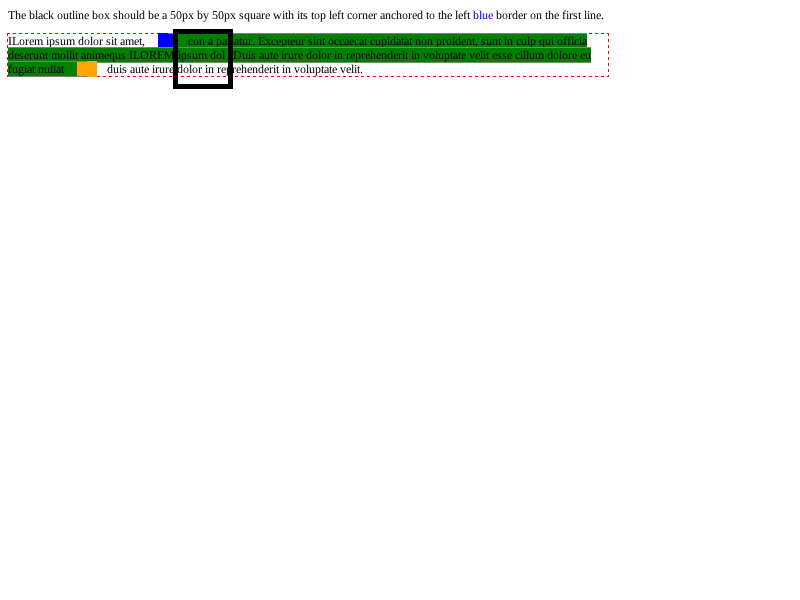 The black outline box should be a 50px by 50px square with its top left corner anchored to the left blue border on the first line.
ILorem ipsum dolor sit amet, con a pariatur. Excepteur sint occaecat cupidatat non proident, sunt in culp qui officia
deserunt mollit animequs ILOREM ipsum dol Duis aute irure dolor in reprehenderit in voluptate velit esse cillum dolore eu
fugiat nullat duis aute irure dolor in reprehenderit in voluptate velit.